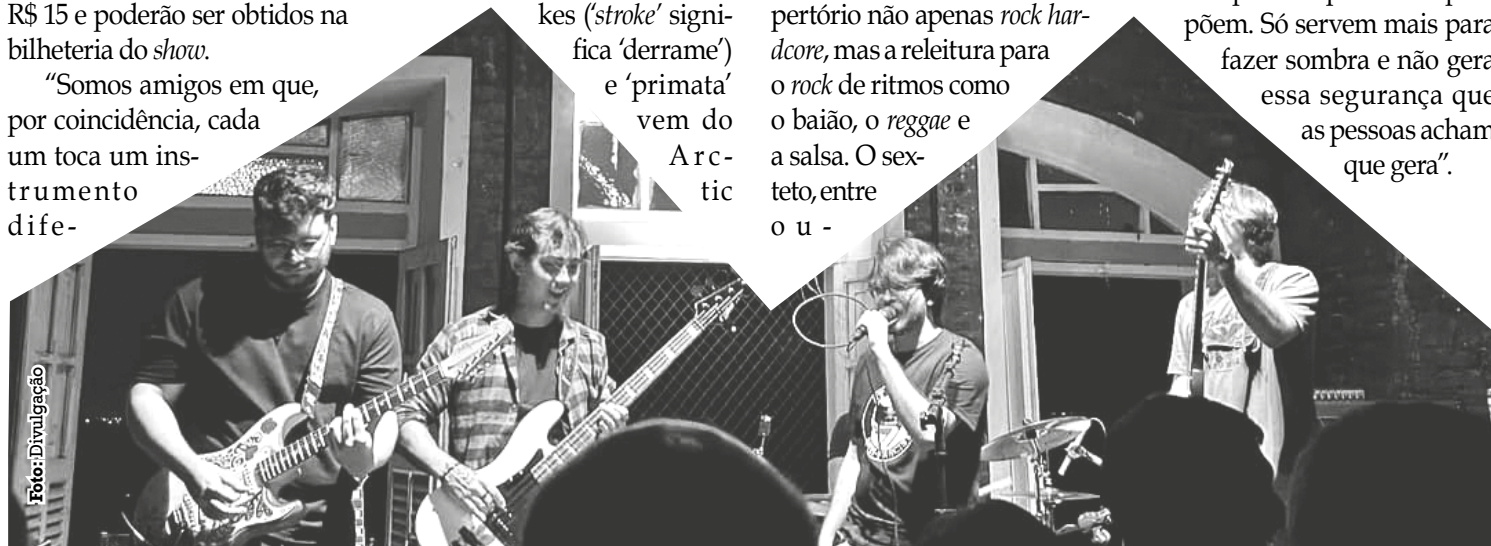 R$ 15 e poderão ser obtidos na
bilheteria do show.
“Somos amigos em que,
por coincidência, cada
um toca um ins-
trumento
dife-
kes (‘stroke’ signi-
fica ‘derrame’)
e ‘primata’
vem do
Arc-
tic
pertório não apenas rock har-
dcore, mas a releitura para
o rock de ritmos como
o baião, o reggae e
a salsa. O sex-
teto, entre
ou-
põem. Só servem mais para
fazer sombra e não gera
essa segurança que
as pessoas acham
que gera”.
Foto: Divulgação